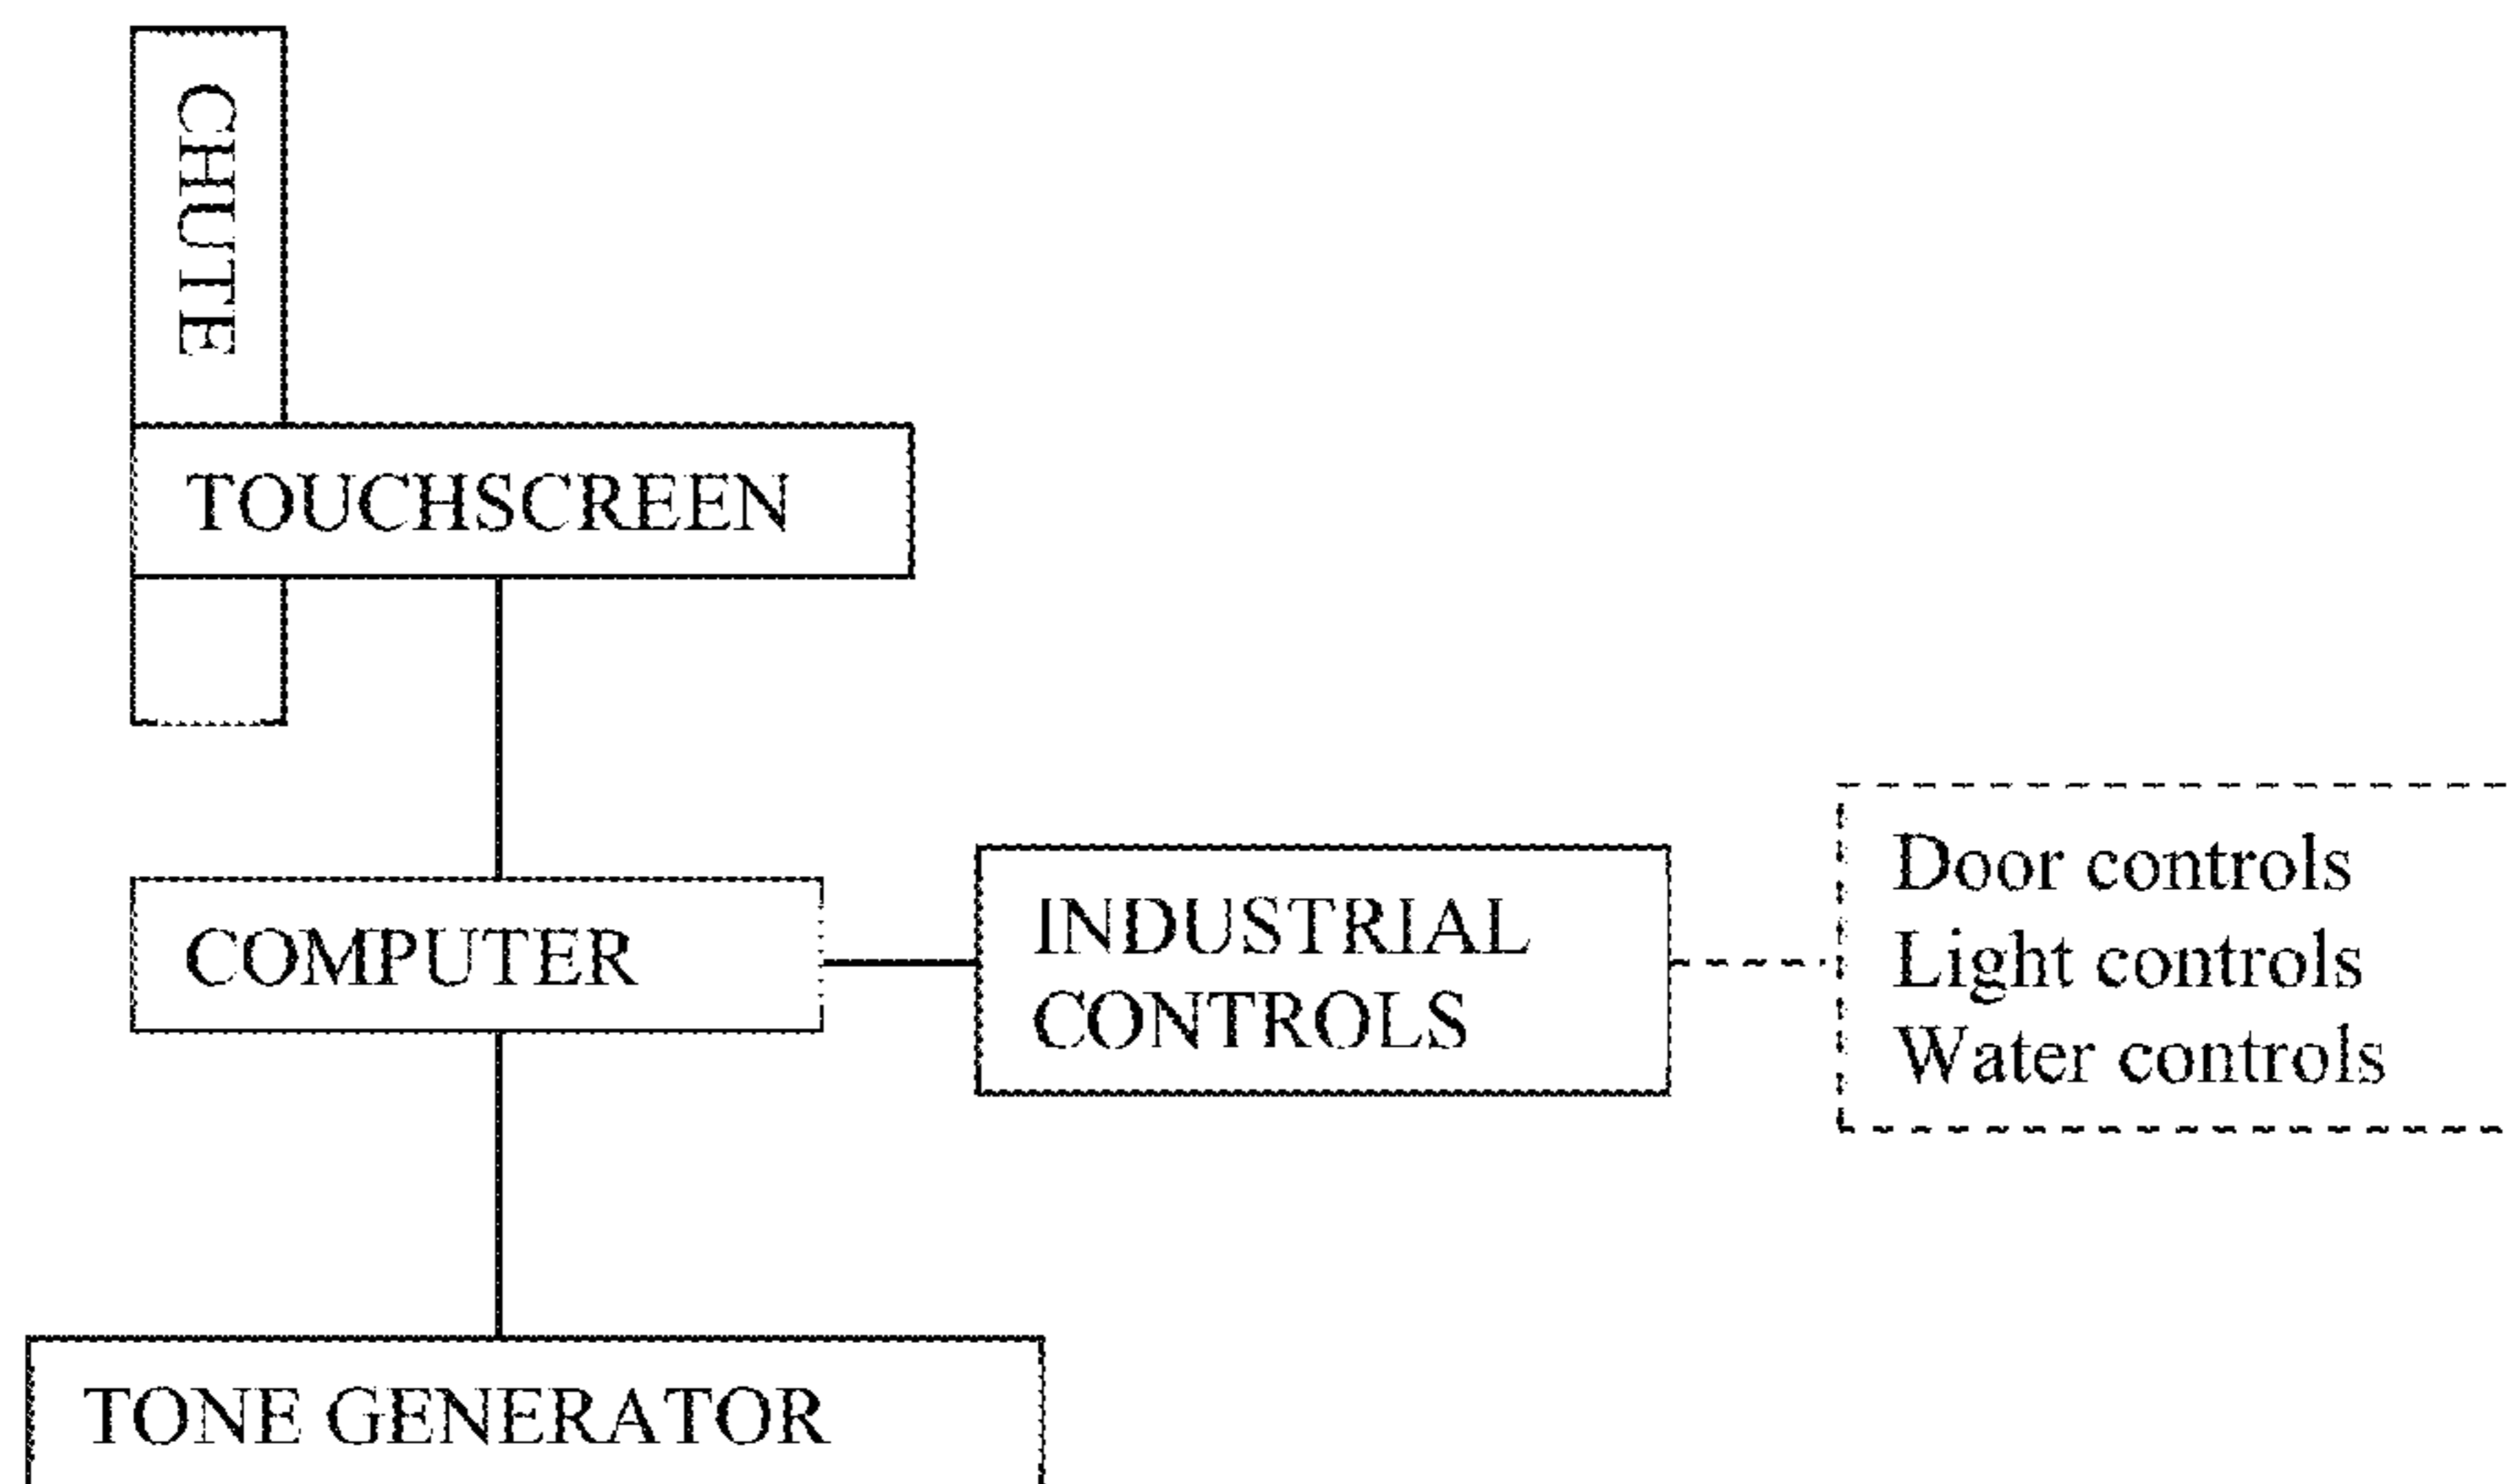 CHUTE
TOUCHSCREEN
COMPUTER
INDUSTRIAL
CONTROLS
Door controls
Light controls
Water controls
TONE GENERATOR